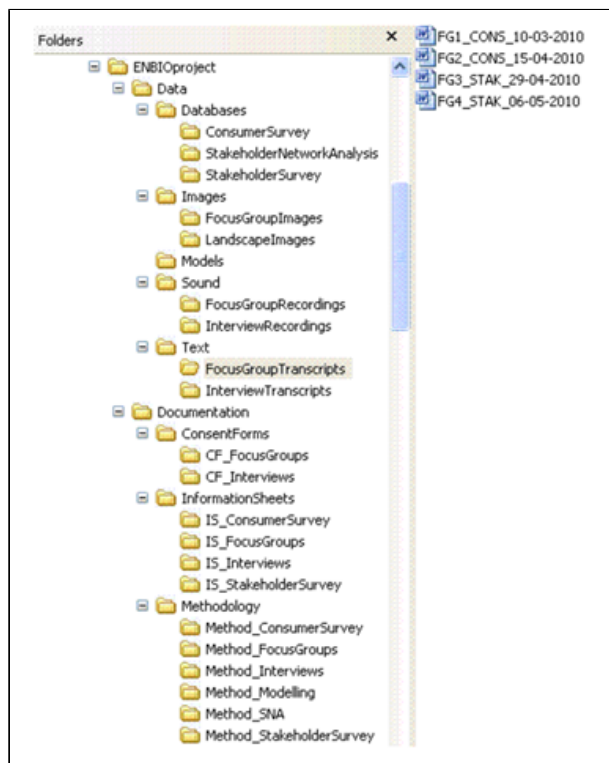 Folders
ENBIOproject
Data
Databases
ConsumerSurvey
StakeholderNetworkAnalysis
StakeholderSurvey
Images
FocusGroupImages
LandscapeImages
Models
Sound
FocusGroupRecordings
InterviewRecordings
Text
FocusGroupTranscripts
InterviewTranscripts
Documentation
ConsentForms
CF_FocusGroups
CF_Interviews
InformationSheets
IS_ConsumerSurvey
IS_FocusGroups
IS_Interviews
IS_StakeholderSurvey
Methodology
Method_ConsumerSurvey
Method_FocusGroups
Method_Interviews
Method_Modelling
Method_SNA
Method_StakeholderSurvey
FG1_CONS_10-03-2010
FG2_CONS_15-04-2010
FG3_STAK_29-04-2010
FG4_STAK_06-05-2010